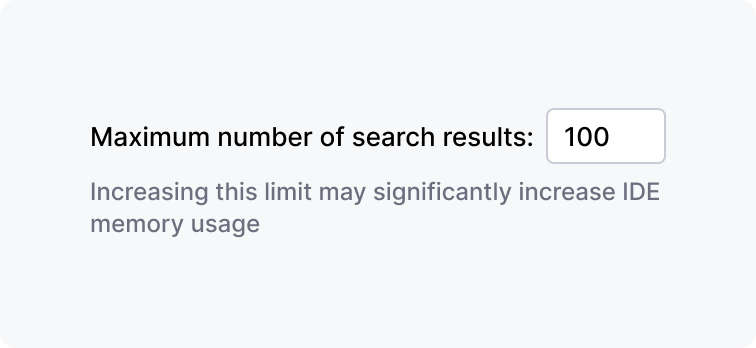 Maximum number of search results: 100
Increasing this limit may significantly increase IDE
memory usage